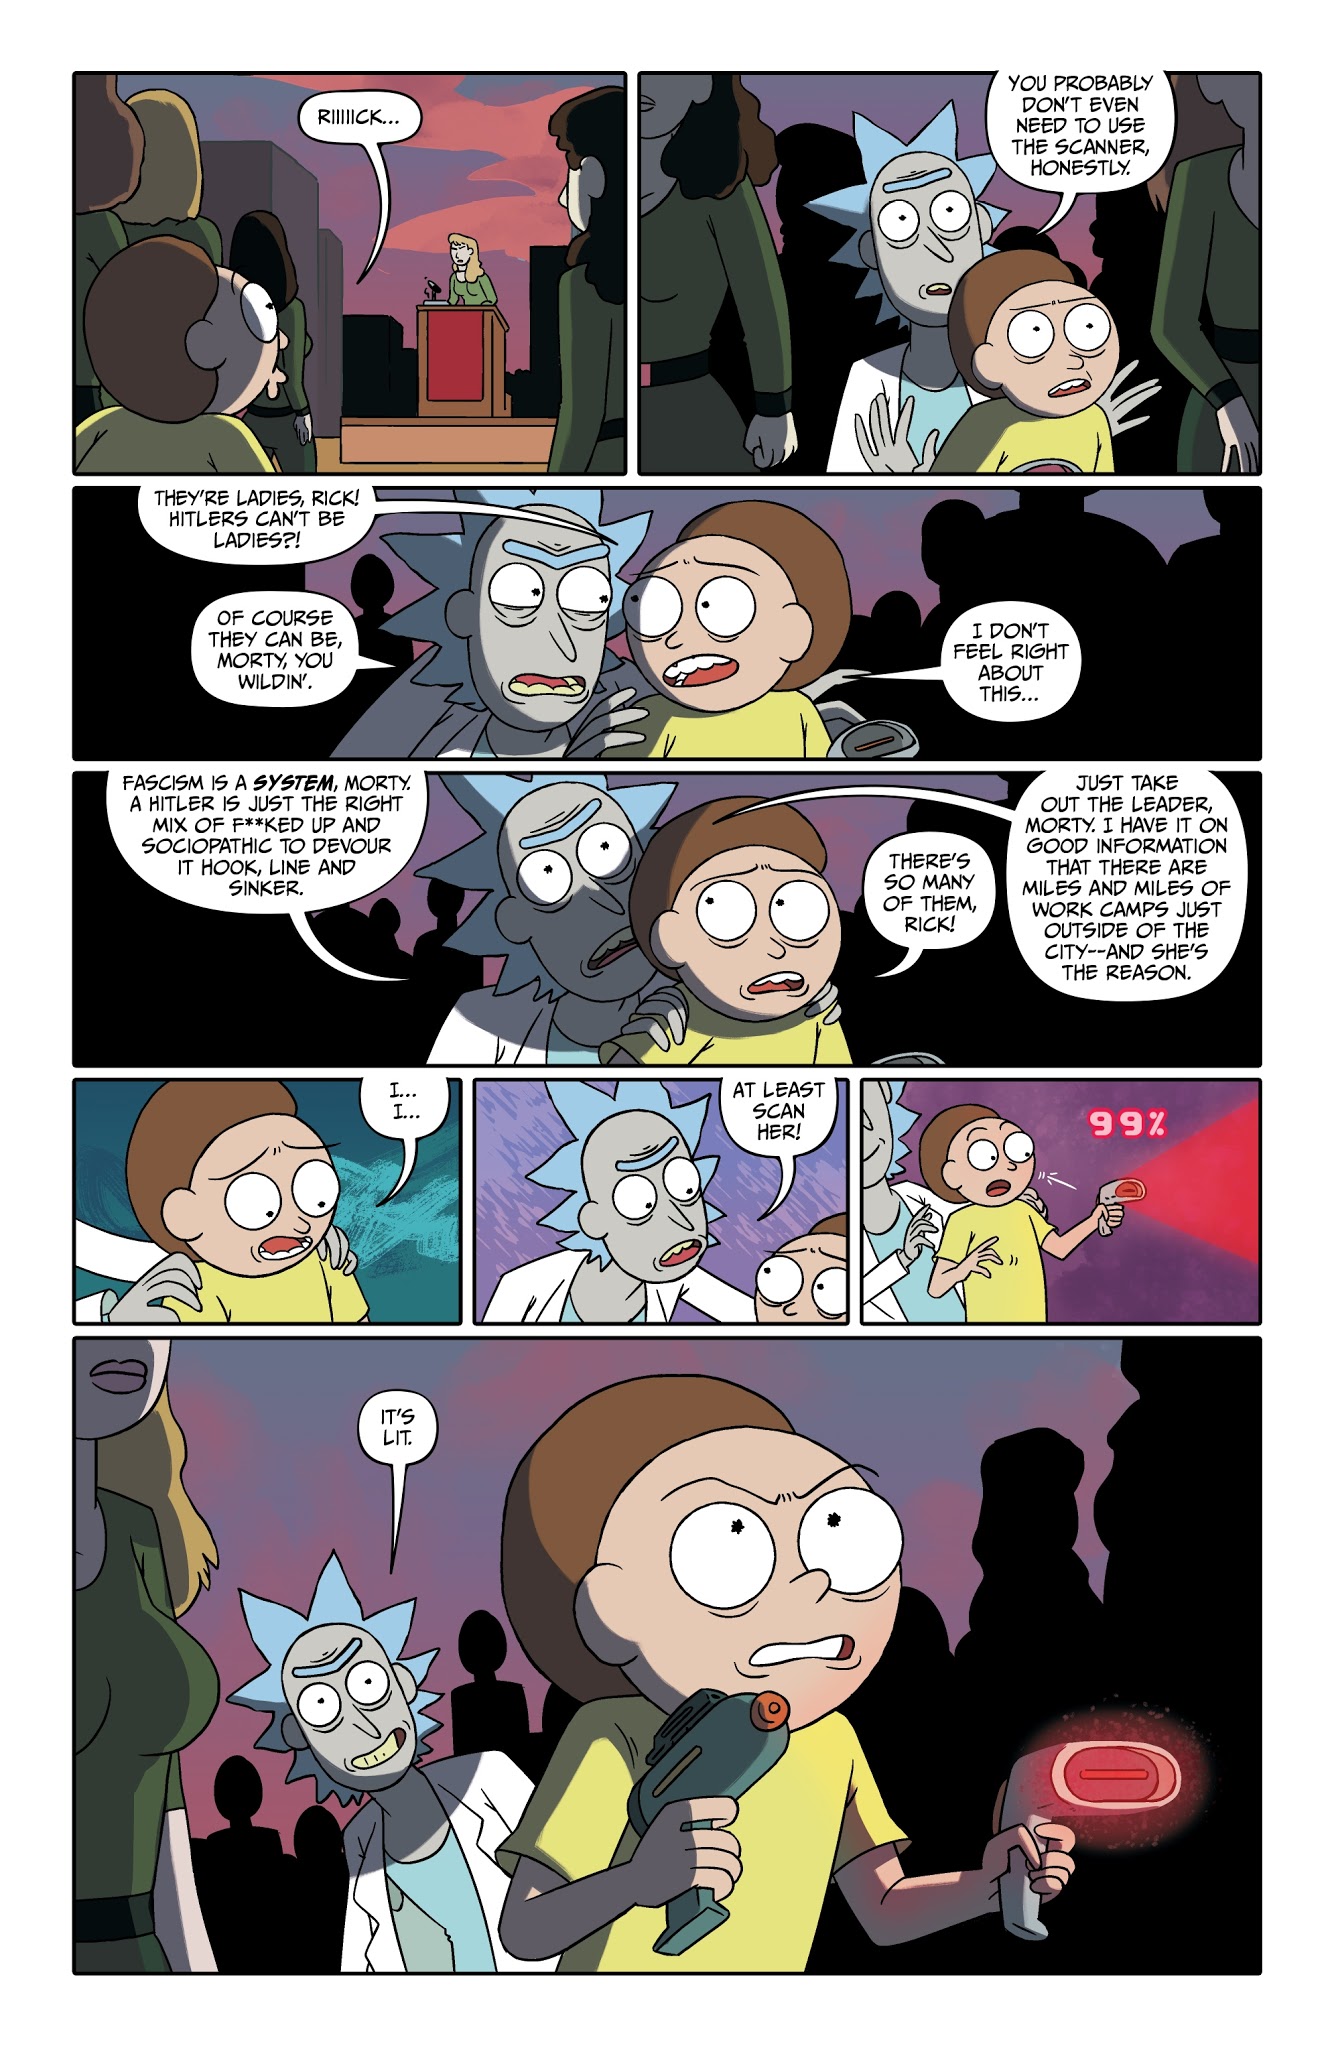 RIIIIICK...
YOU PROBABLY
DON'T EVEN
NEED TO USE
THE SCANNER,
HONESTLY.
THEY'RE LADIES, RICK!
HITLERS CAN'T BE
LADIES?!
OF COURSE
THEY CAN BE,
MORTY, YOU
WILDIN'.
I DON'T
FEEL RIGHT
ABOUT
THIS...
FASCISM IS A SYSTEM, MORTY.
A HITLER IS JUST THE RIGHT
MIX OF F**KED UP AND
SOCIOPATHIC TO DEVOUR
IT HOOK, LINE AND
SINKER.
THERE'S
SO MANY
OF THEM,
RICK!
JUST TAKE
OUT THE LEADER,
MORTY. I HAVE IT ON
GOOD INFORMATION
THAT THERE ARE
MILES AND MILES OF
WORK CAMPS JUST
OUTSIDE OF THE
CITY--AND SHE'S
THE REASON.
I...
I...
AT LEAST
SCAN
HER!
99%
IT'S
LIT.